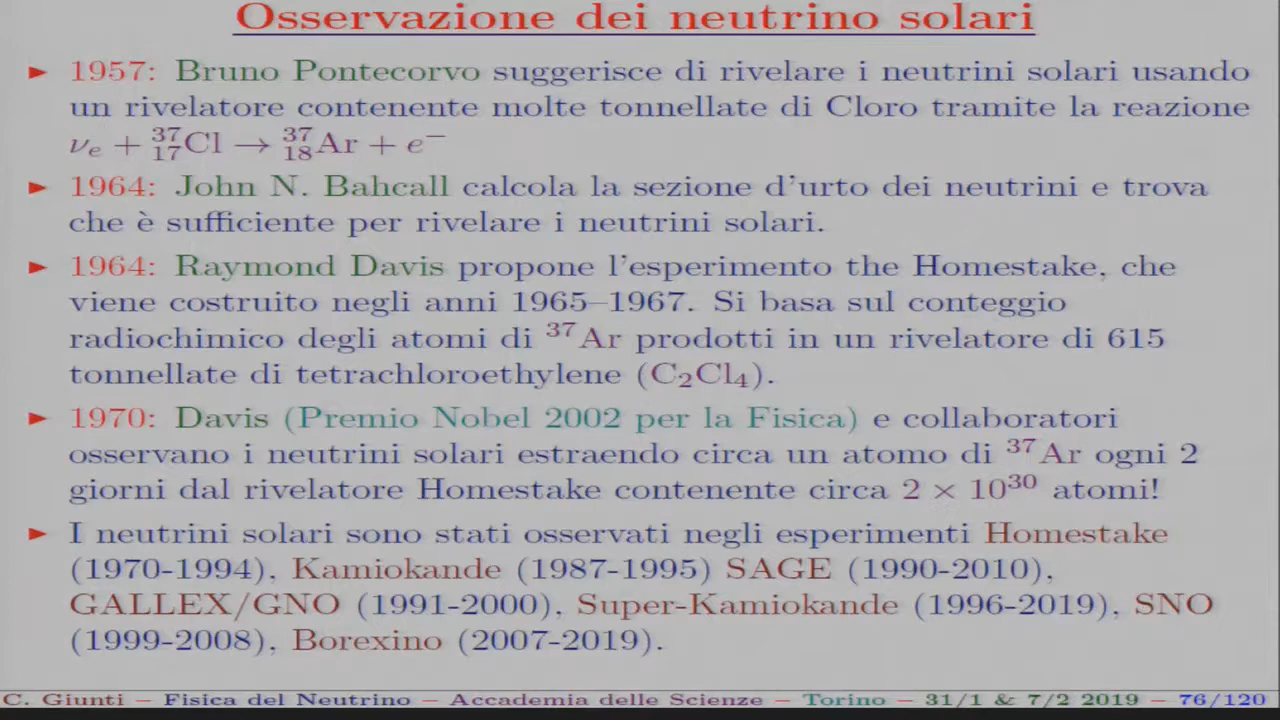 Osservazione dei neutrino solari
► 1957: Bruno Pontecorvo suggerisce di rivelare i neutrini solari usando
un rivelatore contenente molte tonnellate di Cloro tramite la reazione
νₑ + ³⁷₁₇Cl → ³⁷₁₈Ar + e⁻
► 1964: John N. Bahcall calcola la sezione d'urto dei neutrini e trova
che è sufficiente per rivelare i neutrini solari.
► 1964: Raymond Davis propone l'esperimento the Homestake, che
viene costruito negli anni 1965–1967. Si basa sul conteggio
radiochimico degli atomi di ³⁷Ar prodotti in un rivelatore di 615
tonnellate di tetrachloroethylene (C₂Cl₄).
► 1970: Davis (Premio Nobel 2002 per la Fisica) e collaboratori
osservano i neutrini solari estraendo circa un atomo di ³⁷Ar ogni 2
giorni dal rivelatore Homestake contenente circa 2 × 10³⁰ atomi!
► I neutrini solari sono stati osservati negli esperimenti Homestake
(1970-1994), Kamiokande (1987-1995) SAGE (1990-2010),
GALLEX/GNO (1991-2000), Super-Kamiokande (1996-2019), SNO
(1999-2008), Borexino (2007-2019).
C. Giunti – Fisica del Neutrino – Accademia delle Scienze – Torino – 31/1 & 7/2 2019 – 76/120